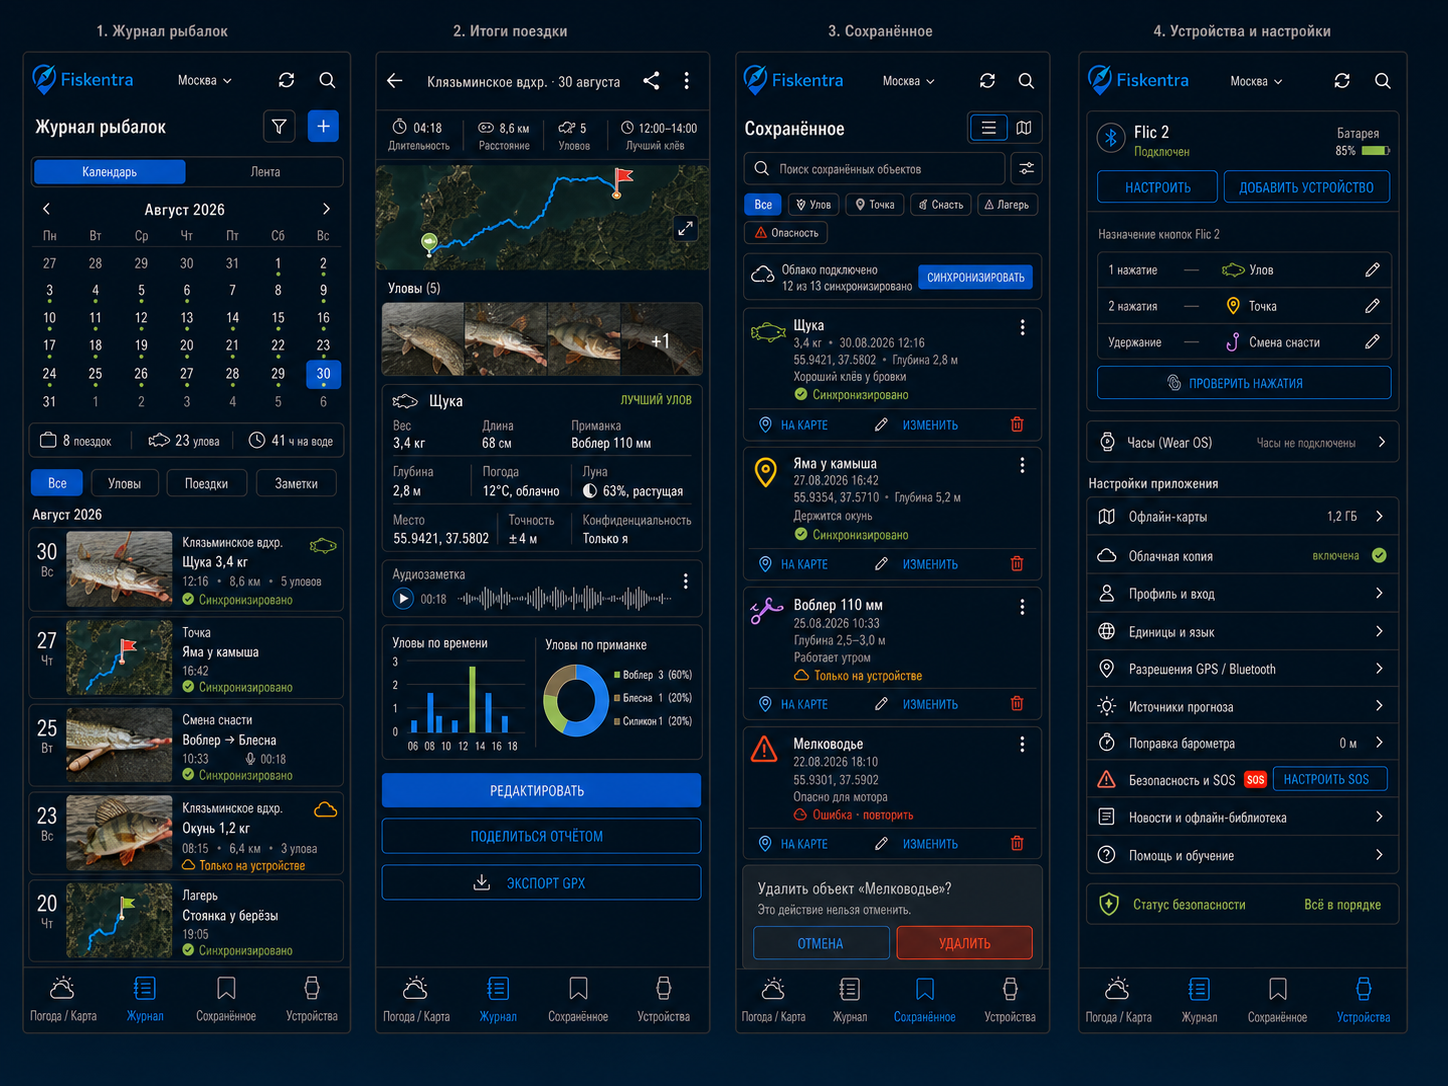 1. Журнал рыбалок
Fiskentra
Москва
Журнал рыбалок
Календарь
Лента
Август 2026
Пн Вт Ср Чт Пт Сб Вс
27 28 29 30 31 1 2
3 4 5 6 7 8 9
10 11 12 13 14 15 16
17 18 19 20 21 22 23
24 25 26 27 28 29 30
31 1 2 3 4 5 6
8 поездок
23 улова
41 ч на воде
Все
Уловы
Поездки
Заметки
Август 2026
30
Вс
Клязьминское вдхр.
Щука 3,4 кг
12:16 • 8,6 км • 5 уловов
Синхронизировано
27
Чт
Точка
Яма у камыша
16:42
Синхронизировано
25
Вт
Смена снасти
Воблер → Блесна
10:33 00:18
Синхронизировано
23
Вс
Клязьминское вдхр.
Окунь 1,2 кг
08:15 • 6,4 км • 3 улова
Только на устройстве
20
Чт
Лагерь
Стоянка у берёзы
19:05
Синхронизировано
Погода / Карта
Журнал
Сохранённое
Устройства
2. Итоги поездки
Клязьминское вдхр. · 30 августа
04:18
Длительность
8,6 км
Расстояние
5
Уловов
12:00–14:00
Лучший клёв
Уловы (5)
+1
Щука
ЛУЧШИЙ УЛОВ
Вес
3,4 кг
Длина
68 см
Приманка
Воблер 110 мм
Глубина
2,8 м
Погода
12°C, облачно
Луна
63%, растущая
Место
55.9421, 37.5802
Точность
± 4 м
Конфиденциальность
Только я
Аудиозаметка
00:18
Уловы по времени
3
2
1
0
06 08 10 12 14 16 18
Уловы по приманке
Воблер 3 (60%)
Блесна 1 (20%)
Силикон 1 (20%)
РЕДАКТИРОВАТЬ
ПОДЕЛИТЬСЯ ОТЧЁТОМ
ЭКСПОРТ GPX
Погода / Карта
Журнал
Сохранённое
Устройства
3. Сохранённое
Fiskentra
Москва
Сохранённое
Поиск сохранённых объектов
Все
Улов
Точка
Снасть
Лагерь
Опасность
Облако подключено
12 из 13 синхронизировано
СИНХРОНИЗИРОВАТЬ
Щука
3,4 кг • 30.08.2026 12:16
55.9421, 37.5802 • Глубина 2,8 м
Хороший клёв у бровки
Синхронизировано
НА КАРТЕ
ИЗМЕНИТЬ
Яма у камыша
27.08.2026 16:42
55.9354, 37.5710 • Глубина 5,2 м
Держится окунь
Синхронизировано
НА КАРТЕ
ИЗМЕНИТЬ
Воблер 110 мм
25.08.2026 10:33
Глубина 2,5–3,0 м
Работает утром
Только на устройстве
НА КАРТЕ
ИЗМЕНИТЬ
Мелководье
22.08.2026 18:10
55.9301, 37.5902
Опасно для мотора
Ошибка · повторить
НА КАРТЕ
ИЗМЕНИТЬ
Удалить объект «Мелководье»?
Это действие нельзя отменить.
ОТМЕНА
УДАЛИТЬ
Погода / Карта
Журнал
Сохранённое
Устройства
4. Устройства и настройки
Fiskentra
Москва
Flic 2
Подключен
Батарея
85%
НАСТРОИТЬ
ДОБАВИТЬ УСТРОЙСТВО
Назначение кнопок Flic 2
1 нажатие — Улов
2 нажатия — Точка
Удержание — Смена снасти
ПРОВЕРИТЬ НАЖАТИЯ
Часы (Wear OS)
Часы не подключены
Настройки приложения
Офлайн-карты
1,2 ГБ
Облачная копия
включена
Профиль и вход
Единицы и язык
Разрешения GPS / Bluetooth
Источники прогноза
Поправка барометра
0 м
Безопасность и SOS
SOS
НАСТРОИТЬ SOS
Новости и офлайн-библиотека
Помощь и обучение
Статус безопасности
Всё в порядке
Погода / Карта
Журнал
Сохранённое
Устройства